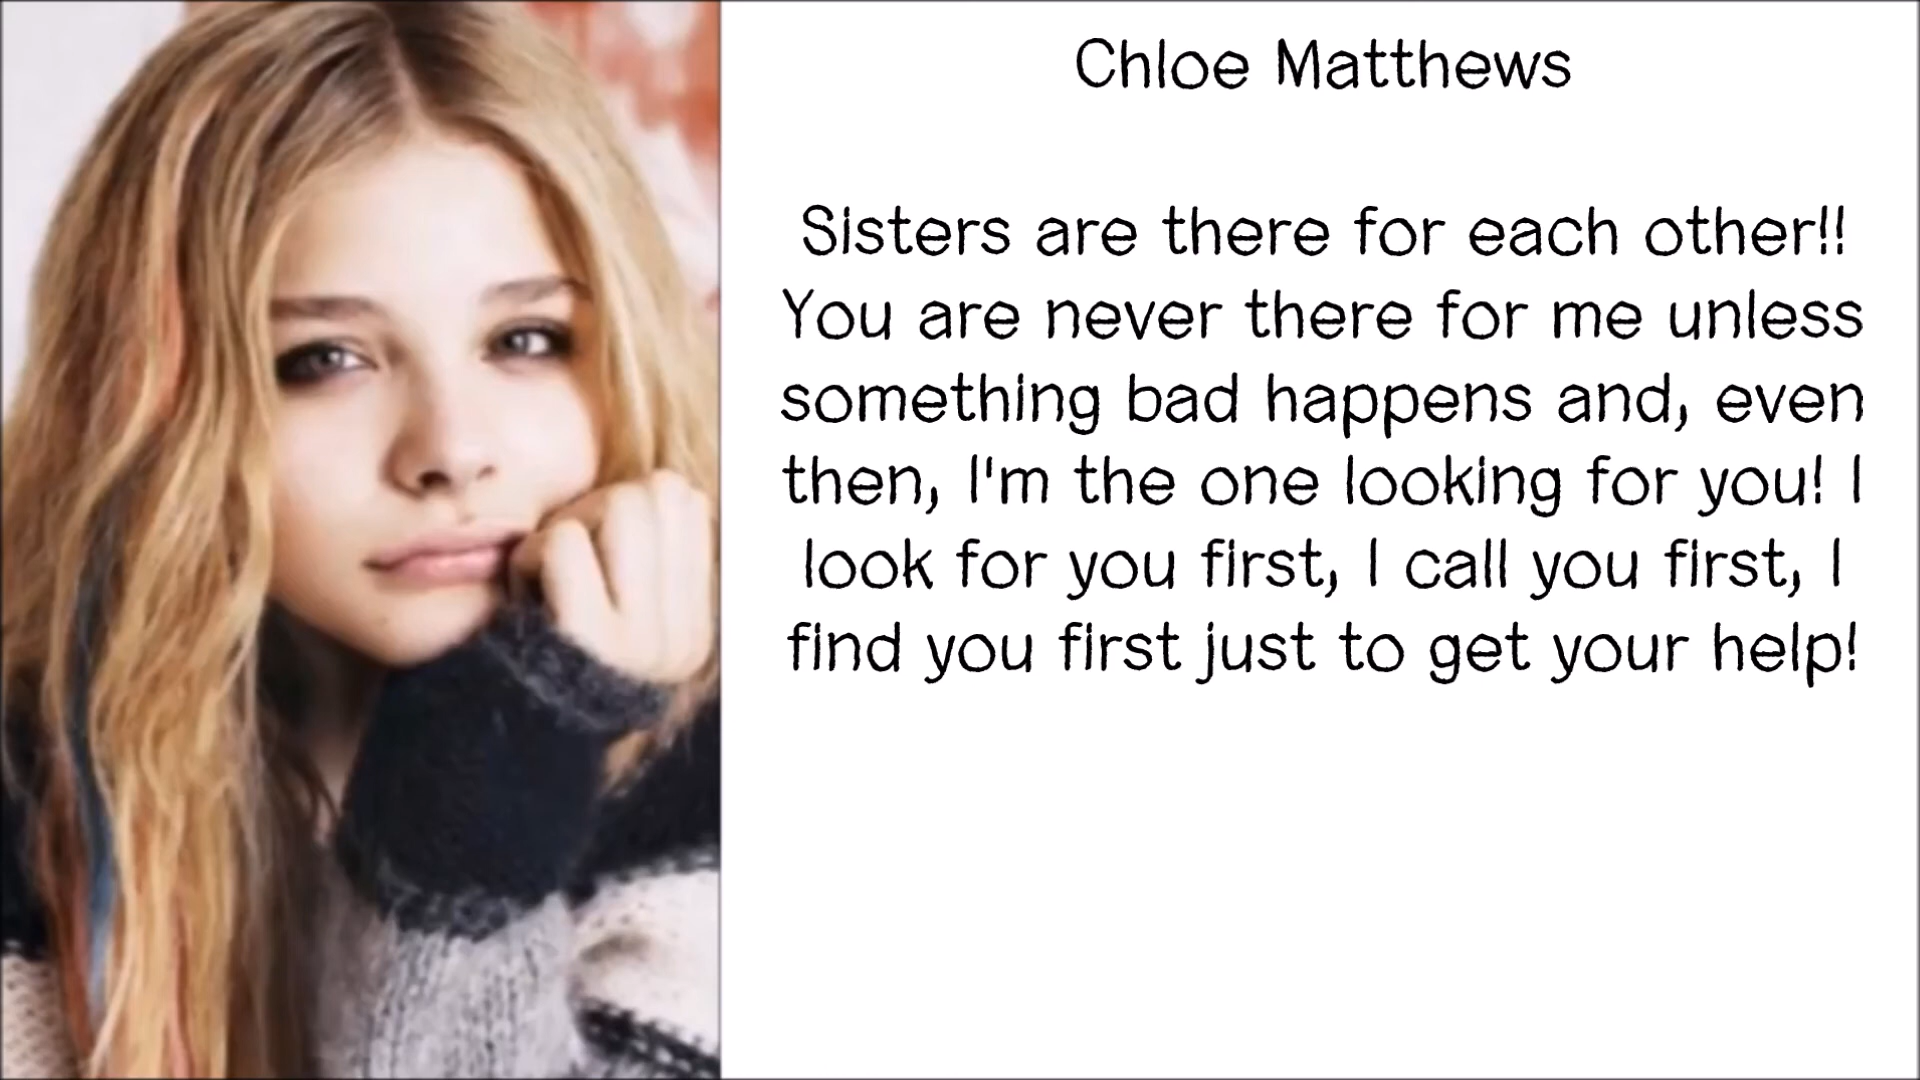 Chloe Matthews
Sisters are there for each other!!
You are never there for me unless
something bad happens and, even
then, I'm the one looking for you! I
look for you first, I call you first, I
find you first just to get your help!